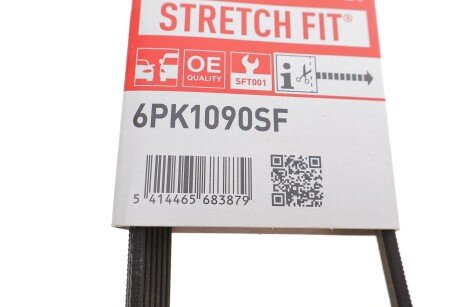 STRETCH FIT®
OE
QUALITY
SFT001
i
6PK1090SF
5 414465 683879